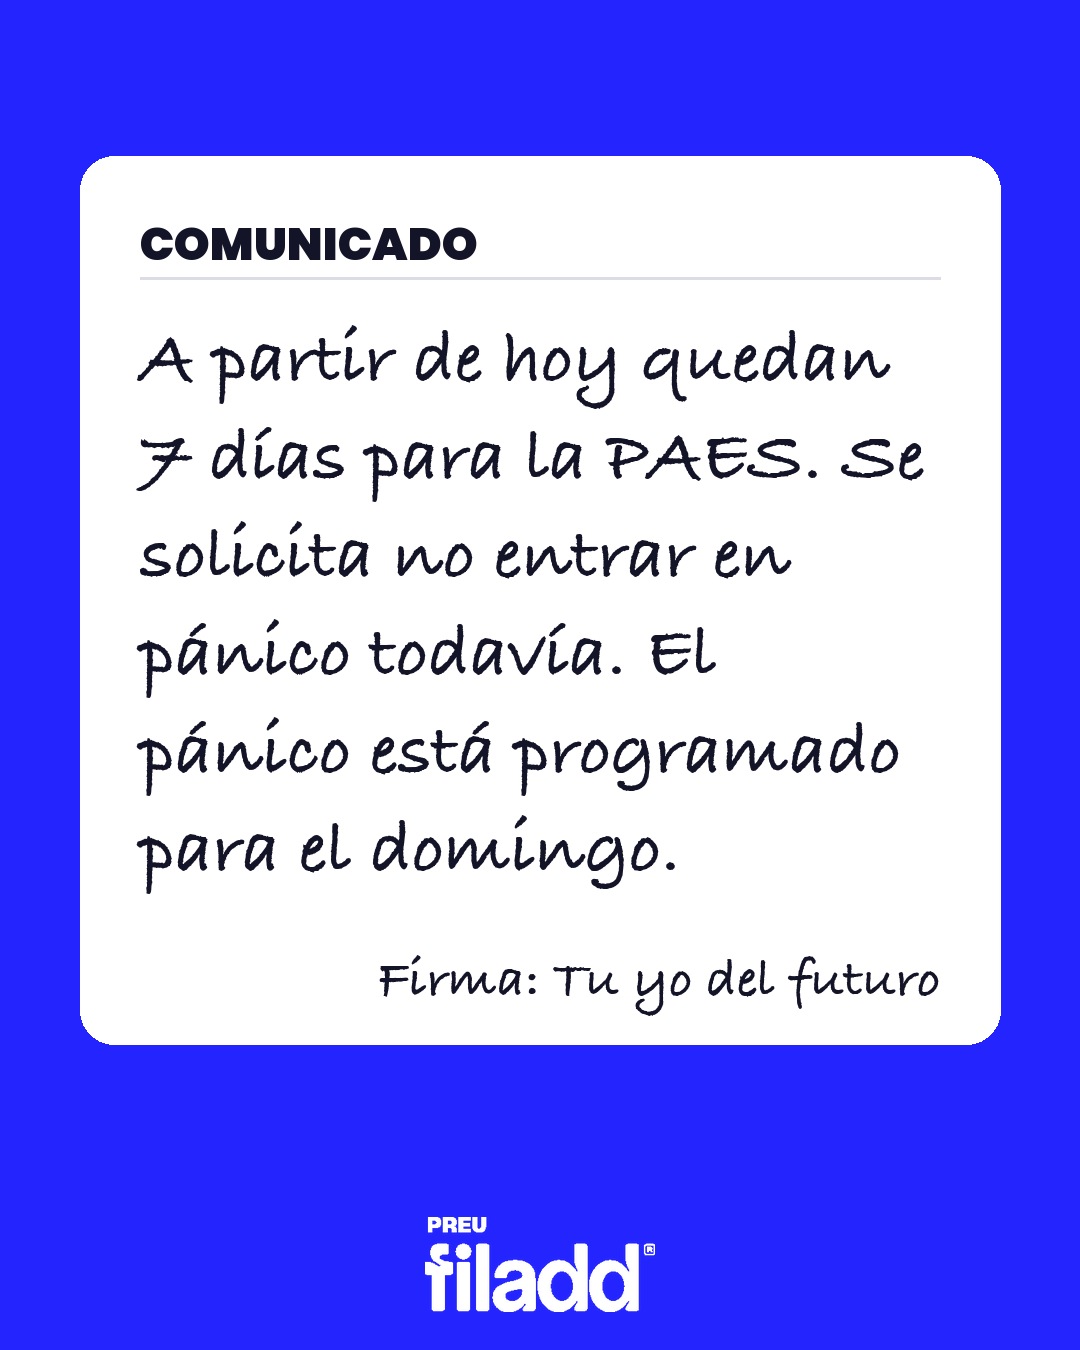 COMUNICADO
A partir de hoy quedan
7 días para la PAES. Se
solicita no entrar en
pánico todavía. El
pánico está programado
para el domingo.
Firma: Tu yo del futuro
PREU
filadd®